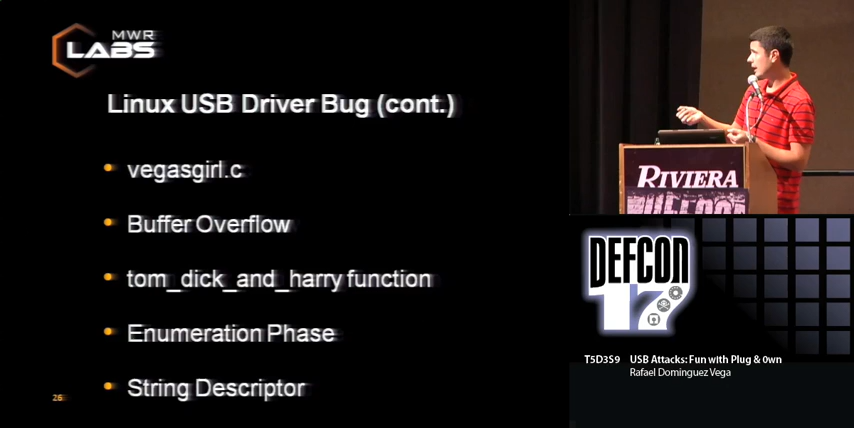 MWR
LABS
Linux USB Driver Bug (cont.)
vegasgirl.c
Buffer Overflow
tom_dick_and_harry function
Enumeration Phase
String Descriptor
26
RIVIERA
DEFCON
17
T5D3S9 USB Attacks: Fun with Plug & 0wn
Rafael Dominguez Vega